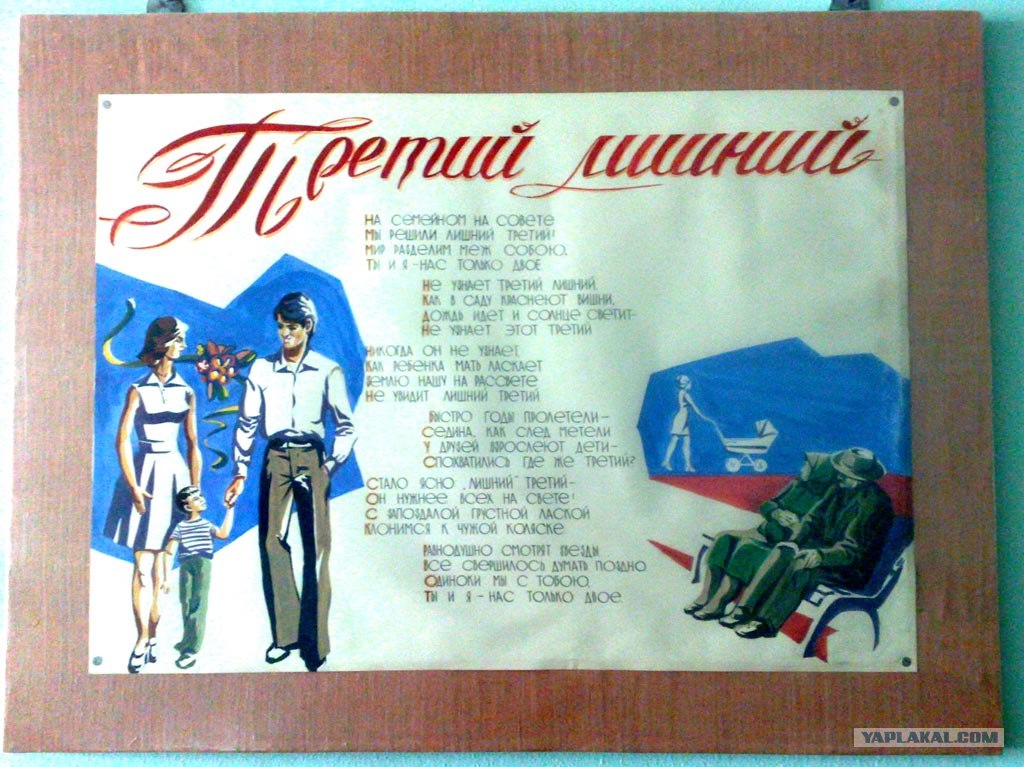 Третий лишний
На семейном на совете
Мы решили лишний третий!
Мир разделим меж собою,
Ты и я - нас только двое
Не узнает третий лишний,
Как в саду краснеют вишни,
Дождь идет и солнце светит-
Не узнает этот третий
Никогда он не узнает,
Как ребенка мать ласкает
Землю нашу на рассвете
Не увидит лишний третий
Быстро годы пролетели-
Седина, как след метели
У друзей взрослеют дети-
Спохватились где же третий?
Стало ясно „лишний" третий-
Он нужнее всех на свете!
С запоздалой грустной лаской
Клонимся к чужой коляске
Равнодушно смотрят звезды
Все свершилось думать поздно
Одиноки мы с тобою,
Ты и я - нас только двое.
YAPLAKAL.COM